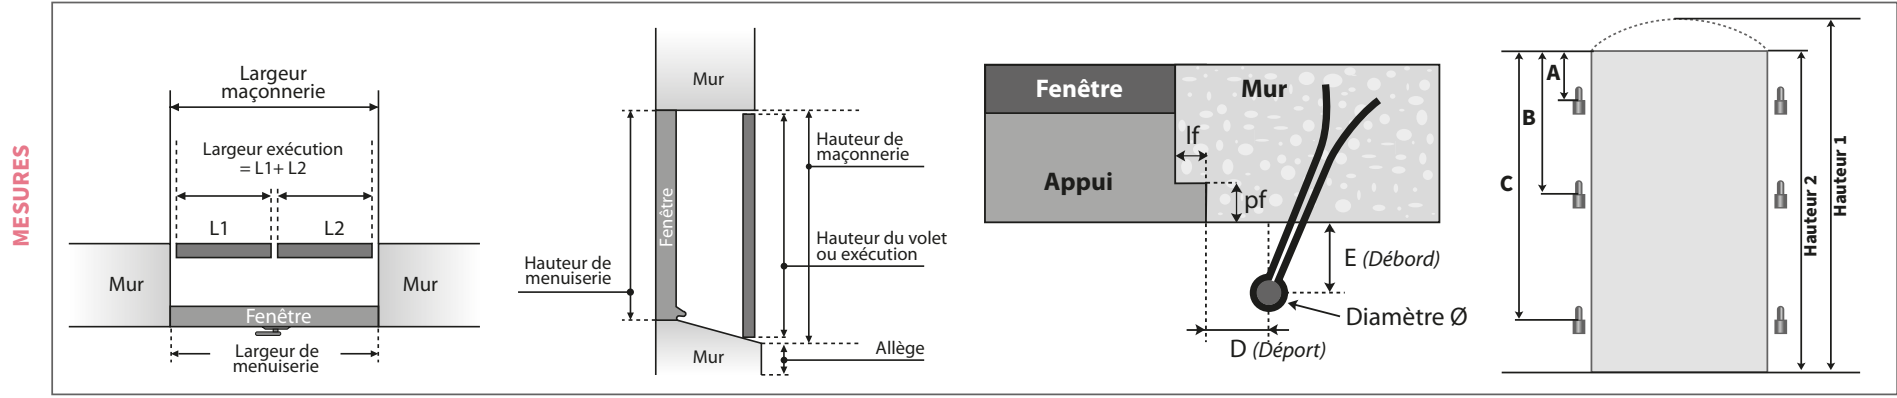 MESURES
Largeur
maçonnerie
Largeur exécution
= L1+ L2
L1
L2
Mur
Mur
Fenêtre
Largeur de
menuiserie
Mur
Hauteur de
maçonnerie
Fenêtre
Hauteur du volet
ou exécution
Hauteur de
menuiserie
Mur
Allège
Fenêtre
Mur
lf
Appui
pf
E (Débord)
Diamètre Ø
D (Déport)
A
B
C
Hauteur 2
Hauteur 1